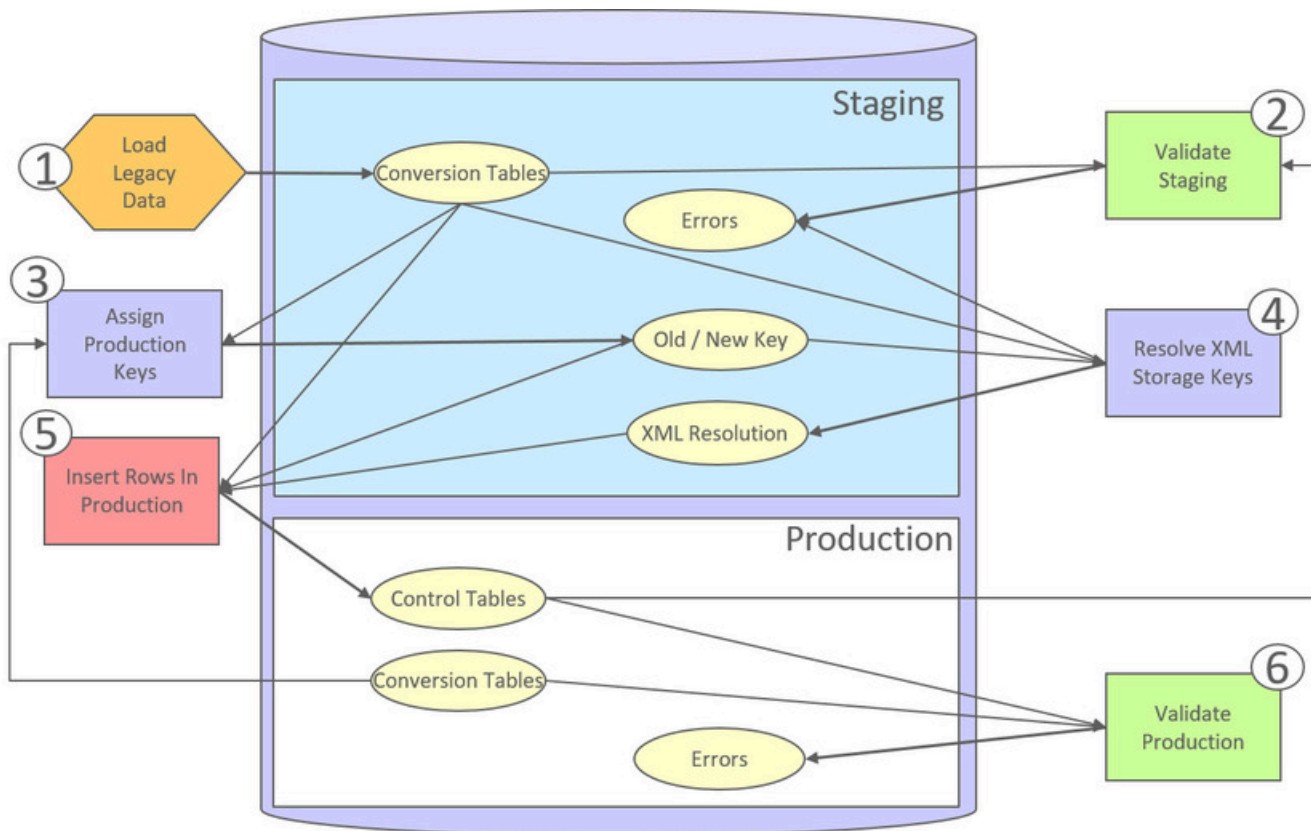 Staging
1
Load
Legacy
Data
Conversion Tables
2
Validate
Staging
Errors
3
Assign
Production
Keys
Old / New Key
4
Resolve XML
Storage Keys
XML Resolution
5
Insert Rows In
Production
Production
Control Tables
Conversion Tables
6
Validate
Production
Errors